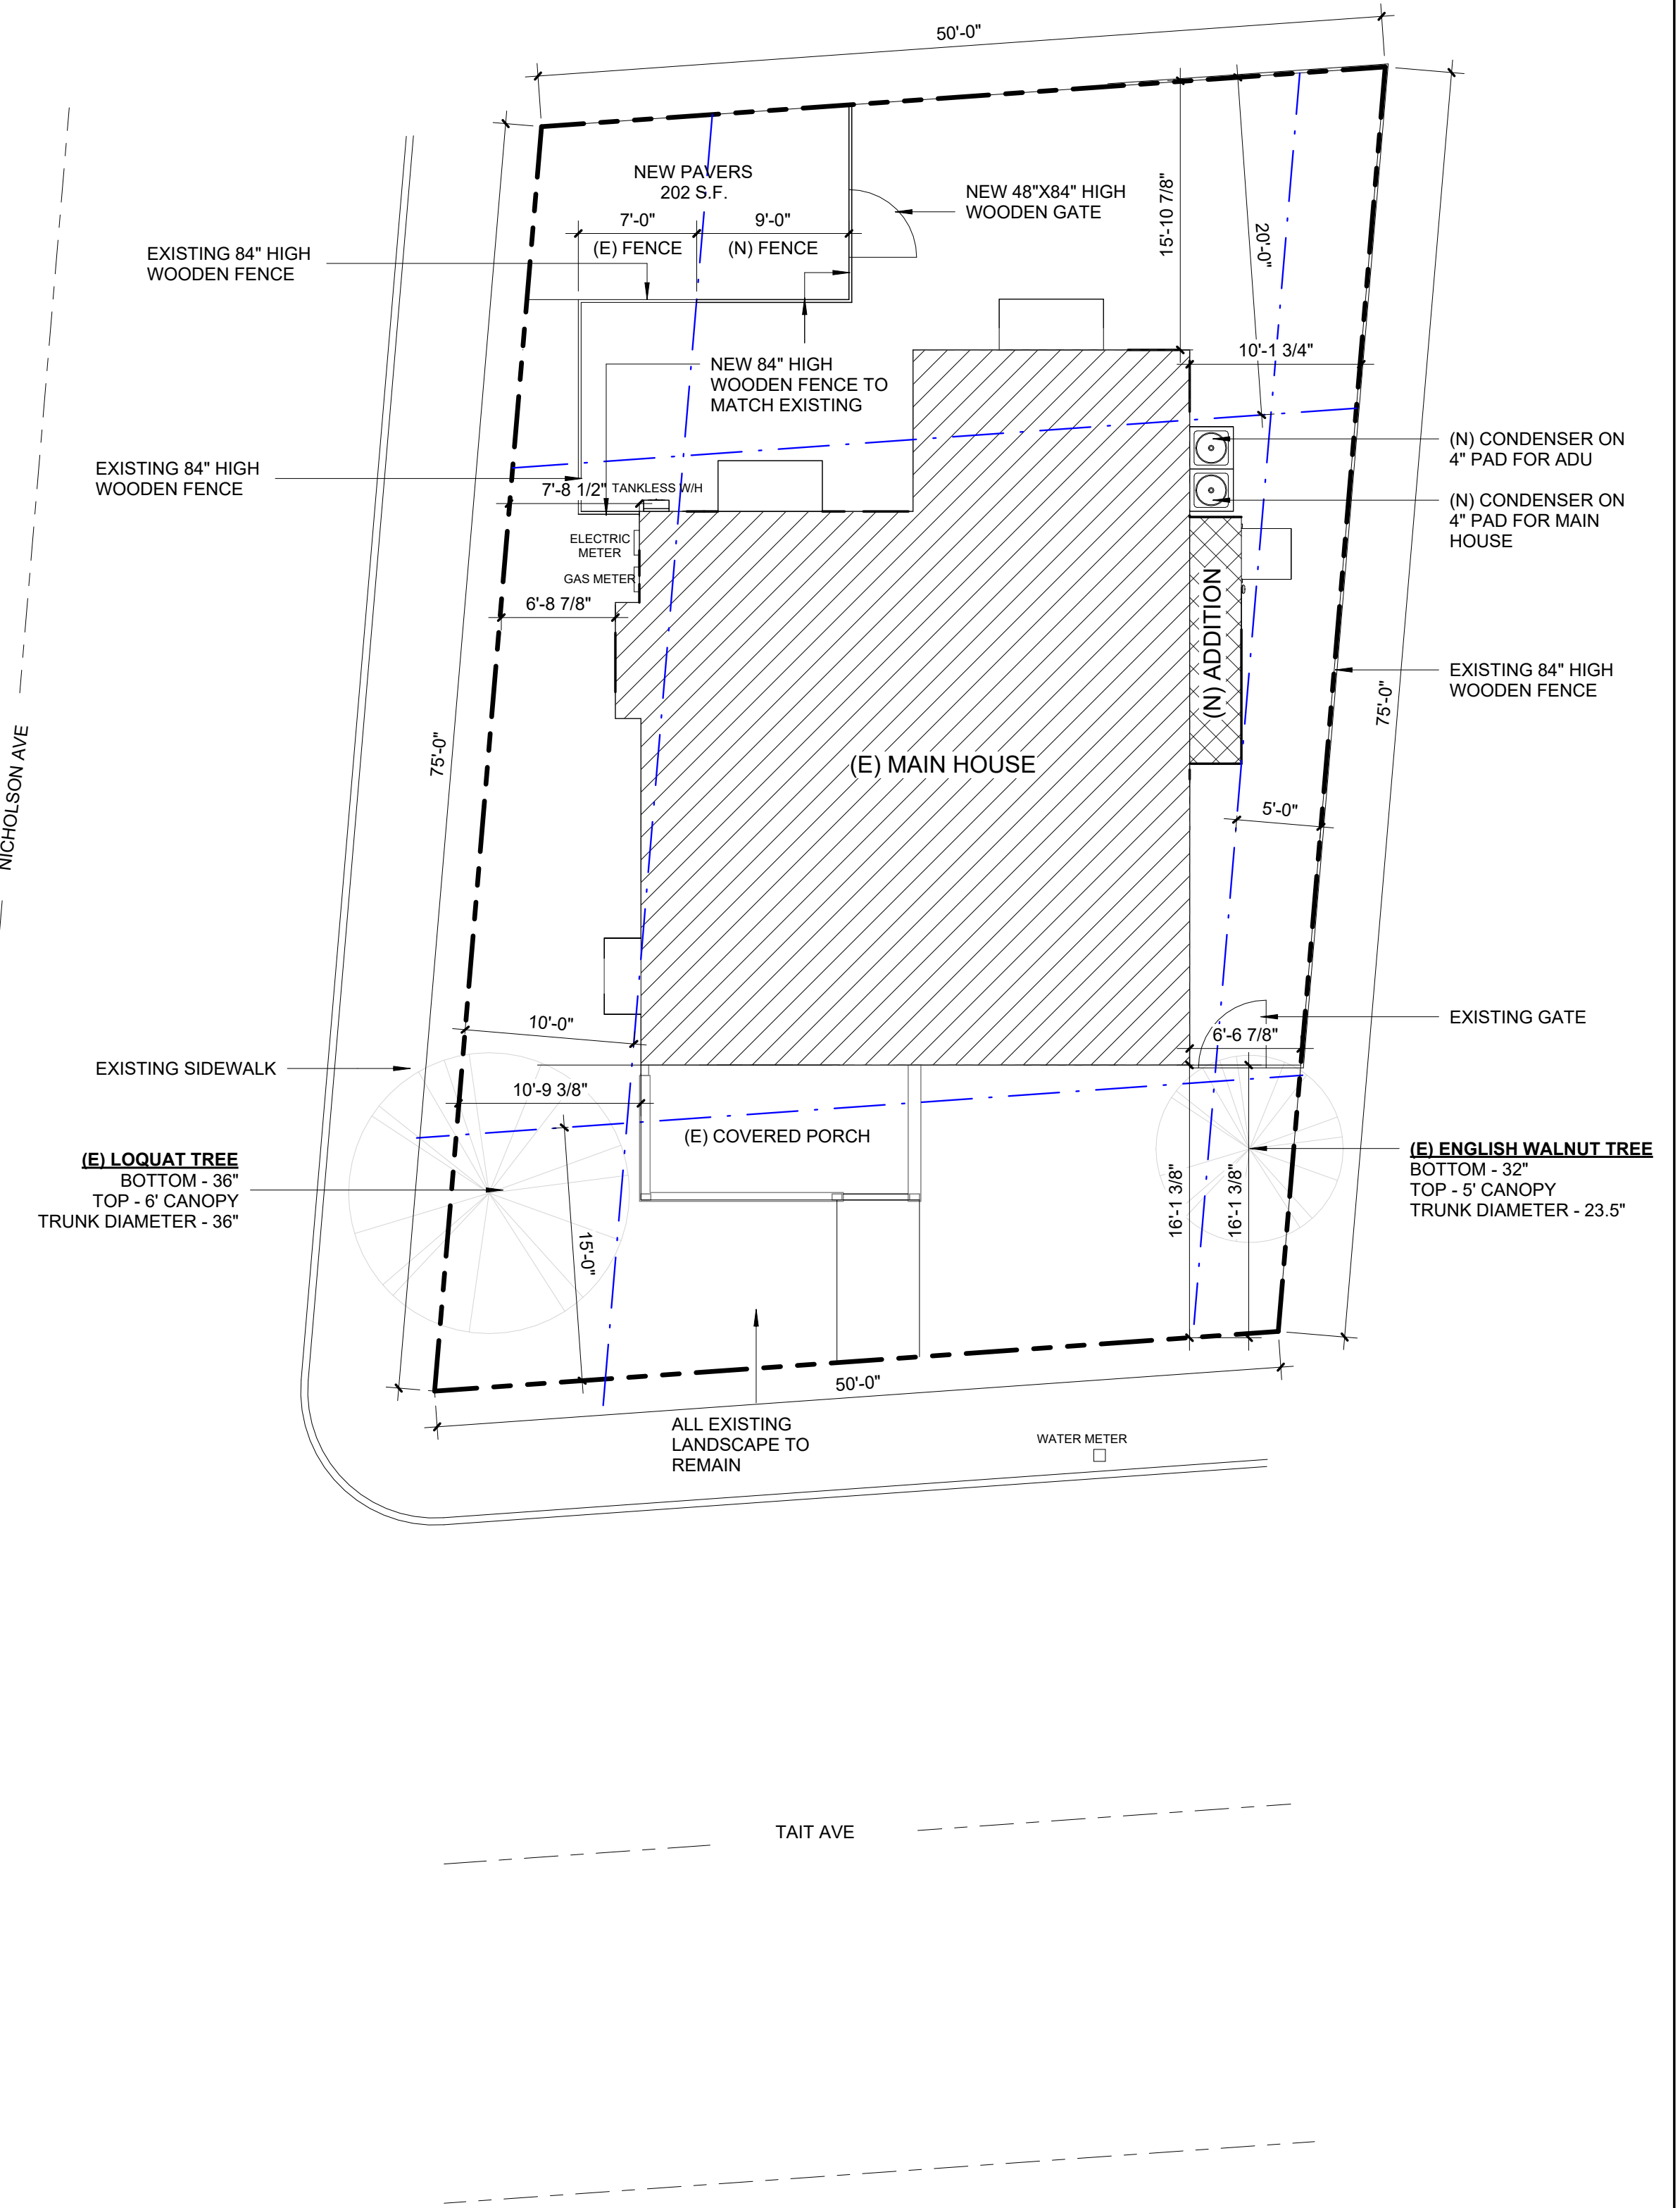 50'-0"
NEW PAVERS
202 S.F.
NEW 48"X84" HIGH
WOODEN GATE
15'-10 7/8"
20'-0"
7'-0"
9'-0"
(E) FENCE
(N) FENCE
EXISTING 84" HIGH
WOODEN FENCE
10'-1 3/4"
NEW 84" HIGH
WOODEN FENCE TO
MATCH EXISTING
(N) CONDENSER ON
4" PAD FOR ADU
EXISTING 84" HIGH
WOODEN FENCE
7'-8 1/2"
TANKLESS W/H
(N) CONDENSER ON
4" PAD FOR MAIN
HOUSE
ELECTRIC
METER
GAS METER
6'-8 7/8"
(N) ADDITION
EXISTING 84" HIGH
WOODEN FENCE
75'-0"
75'-0"
NICHOLSON AVE
(E) MAIN HOUSE
5'-0"
10'-0"
EXISTING GATE
6'-6 7/8"
EXISTING SIDEWALK
10'-9 3/8"
(E) COVERED PORCH
(E) LOQUAT TREE
BOTTOM - 36"
TOP - 6' CANOPY
TRUNK DIAMETER - 36"
(E) ENGLISH WALNUT TREE
BOTTOM - 32"
TOP - 5' CANOPY
TRUNK DIAMETER - 23.5"
16'-1 3/8"
16'-1 3/8"
15'-0"
50'-0"
ALL EXISTING
LANDSCAPE TO
REMAIN
WATER METER
TAIT AVE